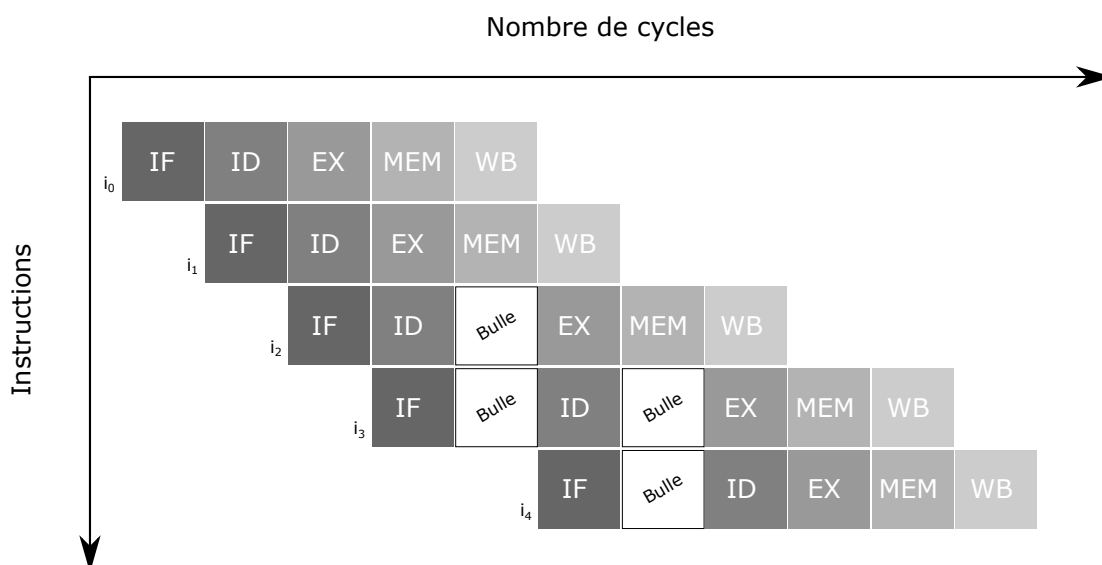 Nombre de cycles
Instructions
i0 IF ID EX MEM WB
i1 IF ID EX MEM WB
i2 IF ID Bulle EX MEM WB
i3 IF Bulle ID Bulle EX MEM WB
i4 IF Bulle ID EX MEM WB